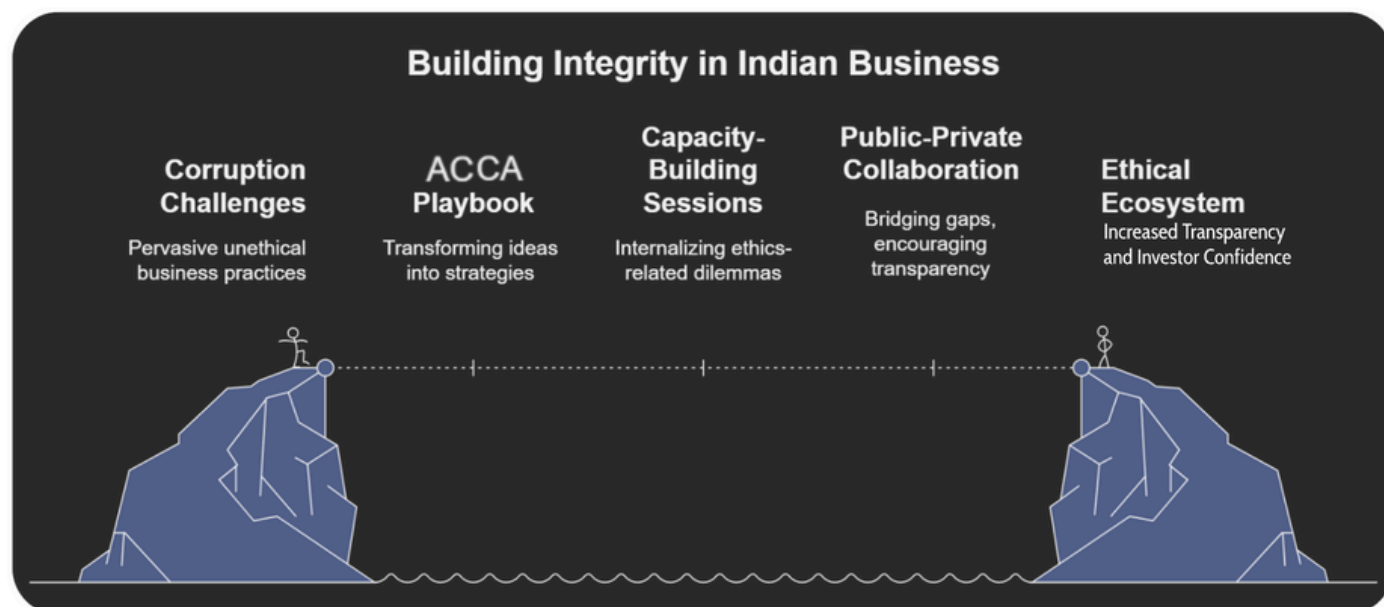 Building Integrity in Indian Business
Corruption
Challenges
Pervasive unethical
business practices
ACCA
Playbook
Transforming ideas
into strategies
Capacity-
Building
Sessions
Internalizing ethics-
related dilemmas
Public-Private
Collaboration
Bridging gaps,
encouraging
transparency
Ethical
Ecosystem
Increased Transparency
and Investor Confidence